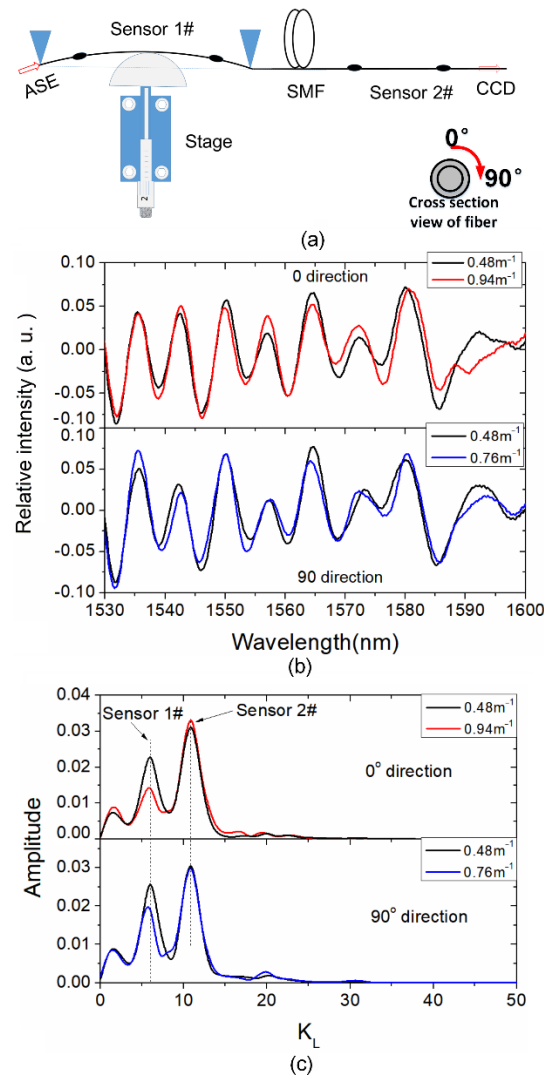 Sensor 1#
ASE
SMF
Sensor 2#
CCD
Stage
2
0°
90°
Cross section
view of fiber
(a)
0.10
0.05
0.00
-0.05
-0.10
0 direction
0.48m⁻¹
0.94m⁻¹
0.10
0.05
0.00
-0.05
-0.10
90 direction
0.48m⁻¹
0.76m⁻¹
Relative intensity (a. u. )
1530 1540 1550 1560 1570 1580 1590 1600
Wavelength(nm)
(b)
0.04
0.03
0.02
0.01
0.00
Sensor 1#
Sensor 2#
0.48m⁻¹
0.94m⁻¹
0° direction
0.03
0.02
0.01
0.00
0.48m⁻¹
0.76m⁻¹
90° direction
Amplitude
0 10 20 30 40 50
K_L
(c)